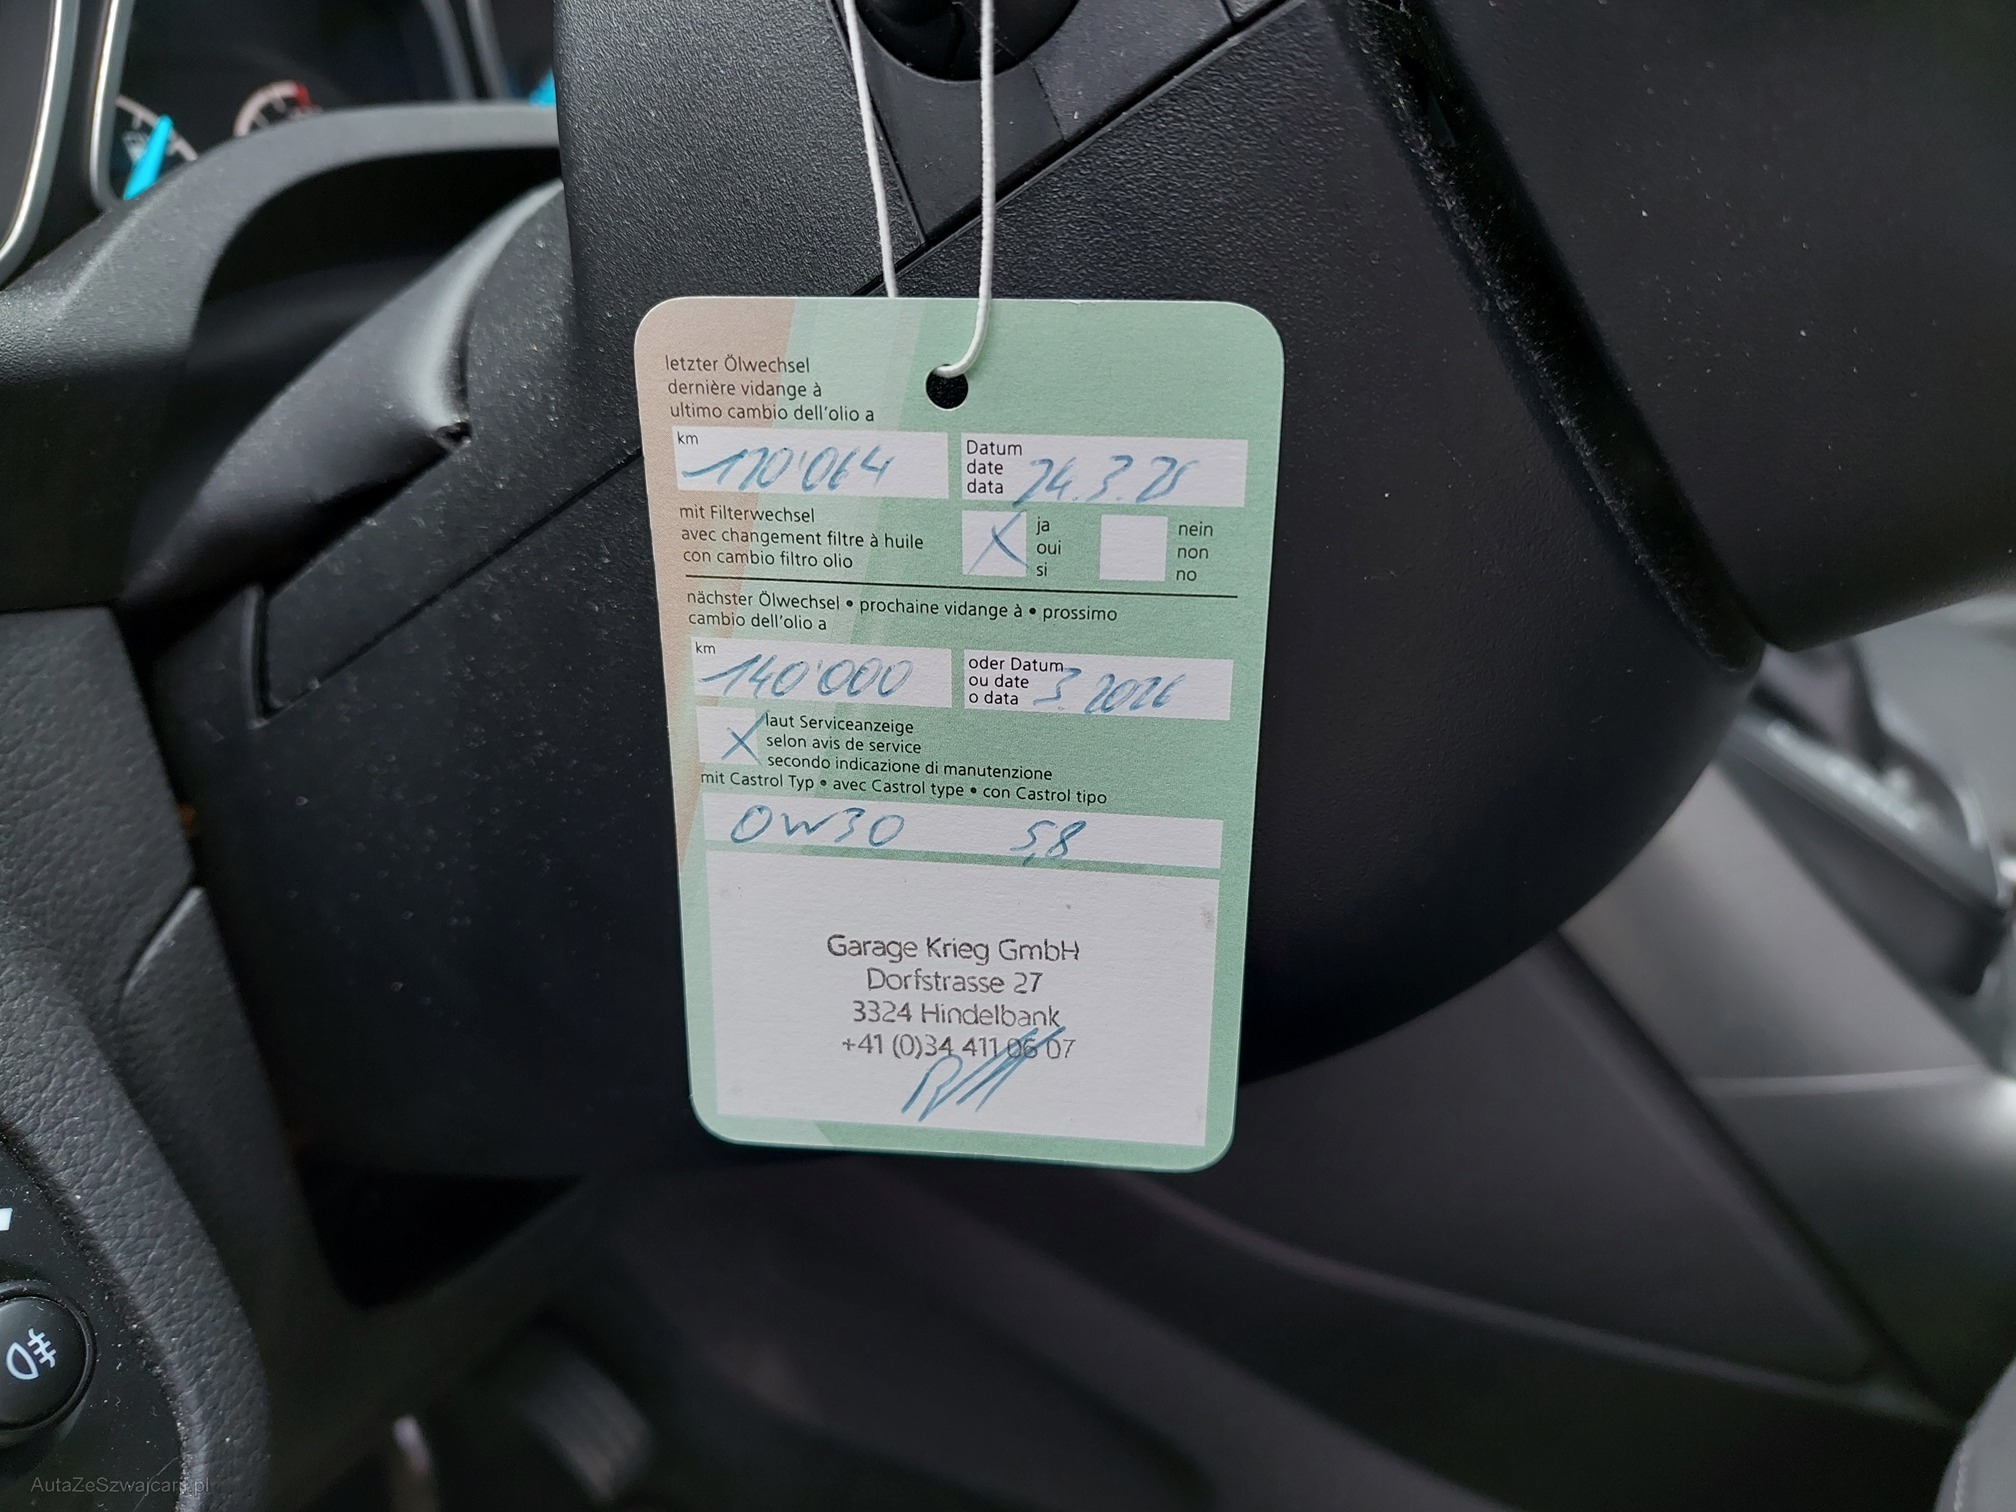 letzter Ölwechsel
dernière vidange à
ultimo cambio dell'olio a
km 120'064
Datum
date 24.3.25
data
mit Filterwechsel
avec changement filtre à huile
con cambio filtro olio
X ja
oui
si
nein
non
no
nächster Ölwechsel • prochaine vidange à • prossimo
cambio dell'olio a
km 140'000
oder Datum
ou date 3.2026
o data
X laut Serviceanzeige
selon avis de service
secondo indicazione di manutenzione
mit Castrol Typ • avec Castrol type • con Castrol tipo
0W30 5,8
Garage Krieg GmbH
Dorfstrasse 27
3324 Hindelbank
+41 (0)34 411 06 07
AutaZeSzwajcarii.pl